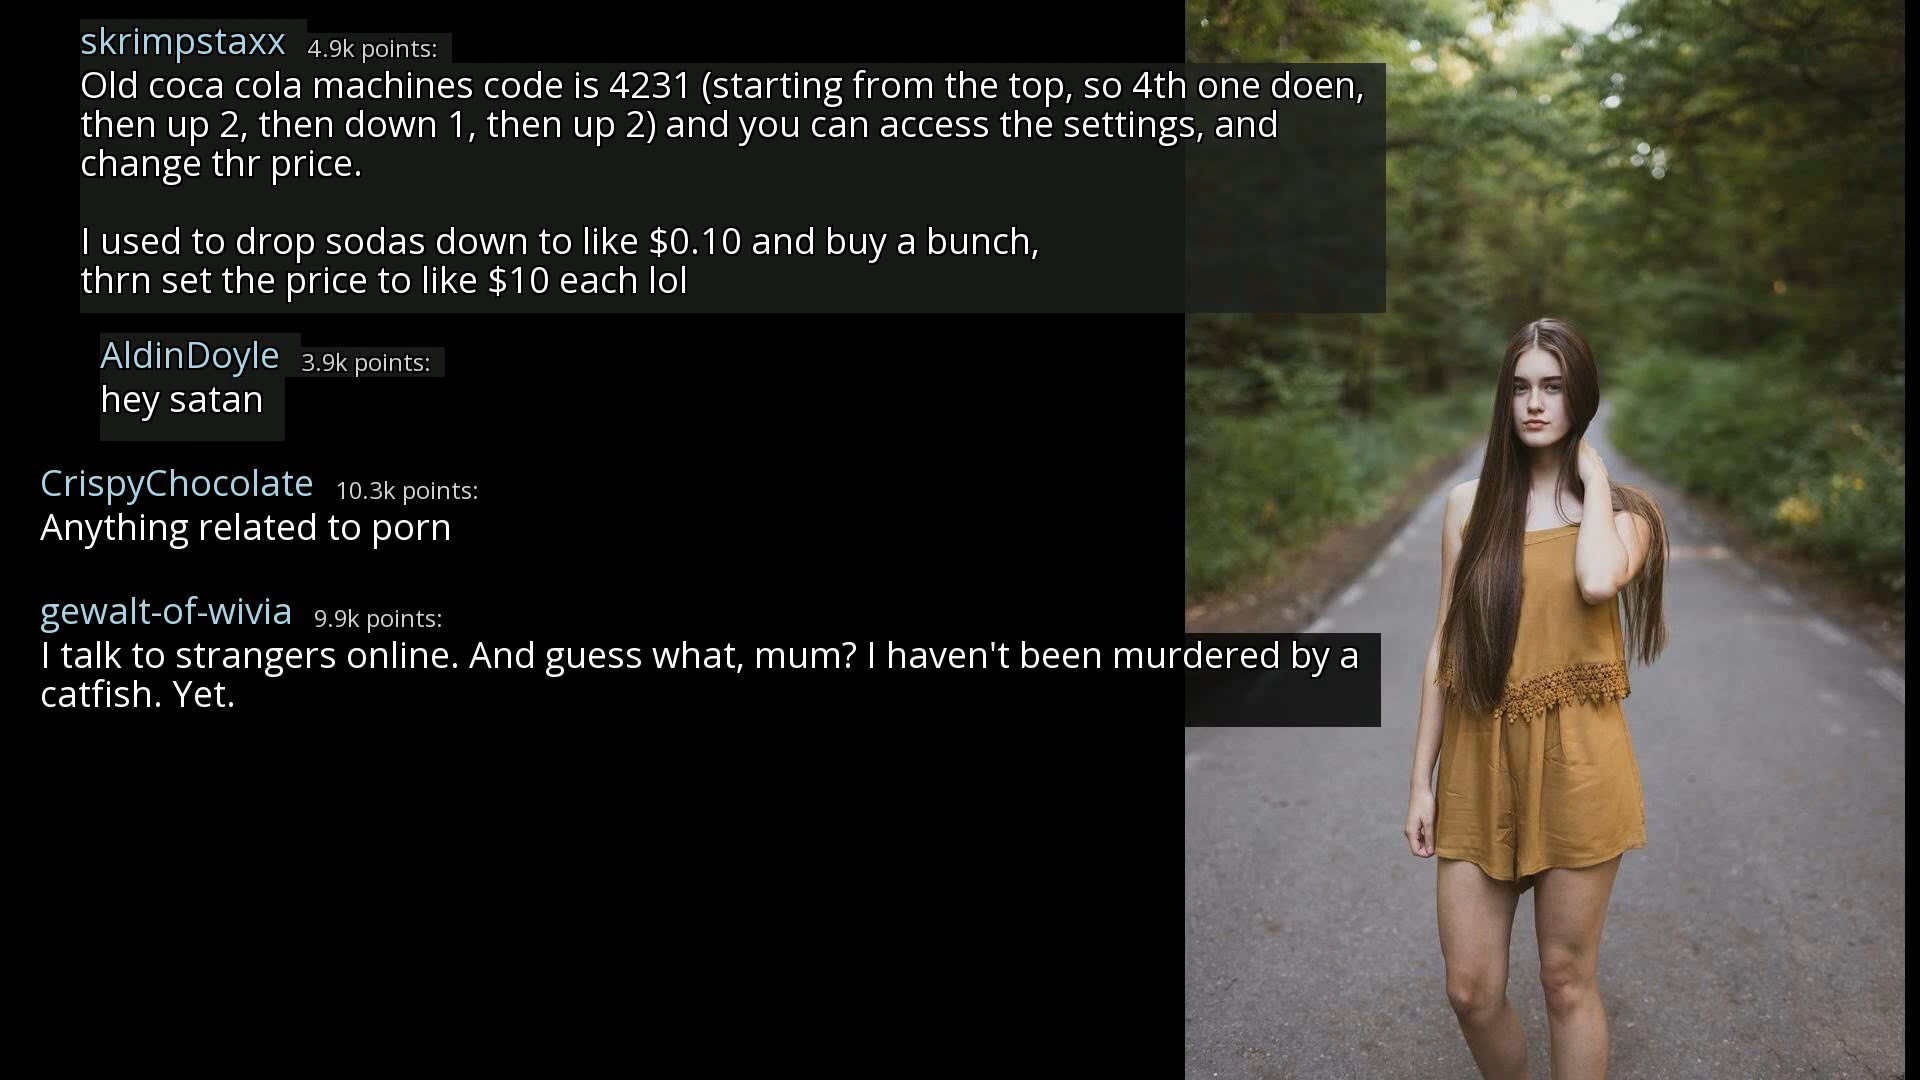 skrimpstaxx 4.9k points:
Old coca cola machines code is 4231 (starting from the top, so 4th one doen,
then up 2, then down 1, then up 2) and you can access the settings, and
change thr price.
I used to drop sodas down to like $0.10 and buy a bunch,
thrn set the price to like $10 each lol
AldinDoyle 3.9k points:
hey satan
CrispyChocolate 10.3k points:
Anything related to porn
gewalt-of-wivia 9.9k points:
I talk to strangers online. And guess what, mum? I haven't been murdered by a
catfish. Yet.